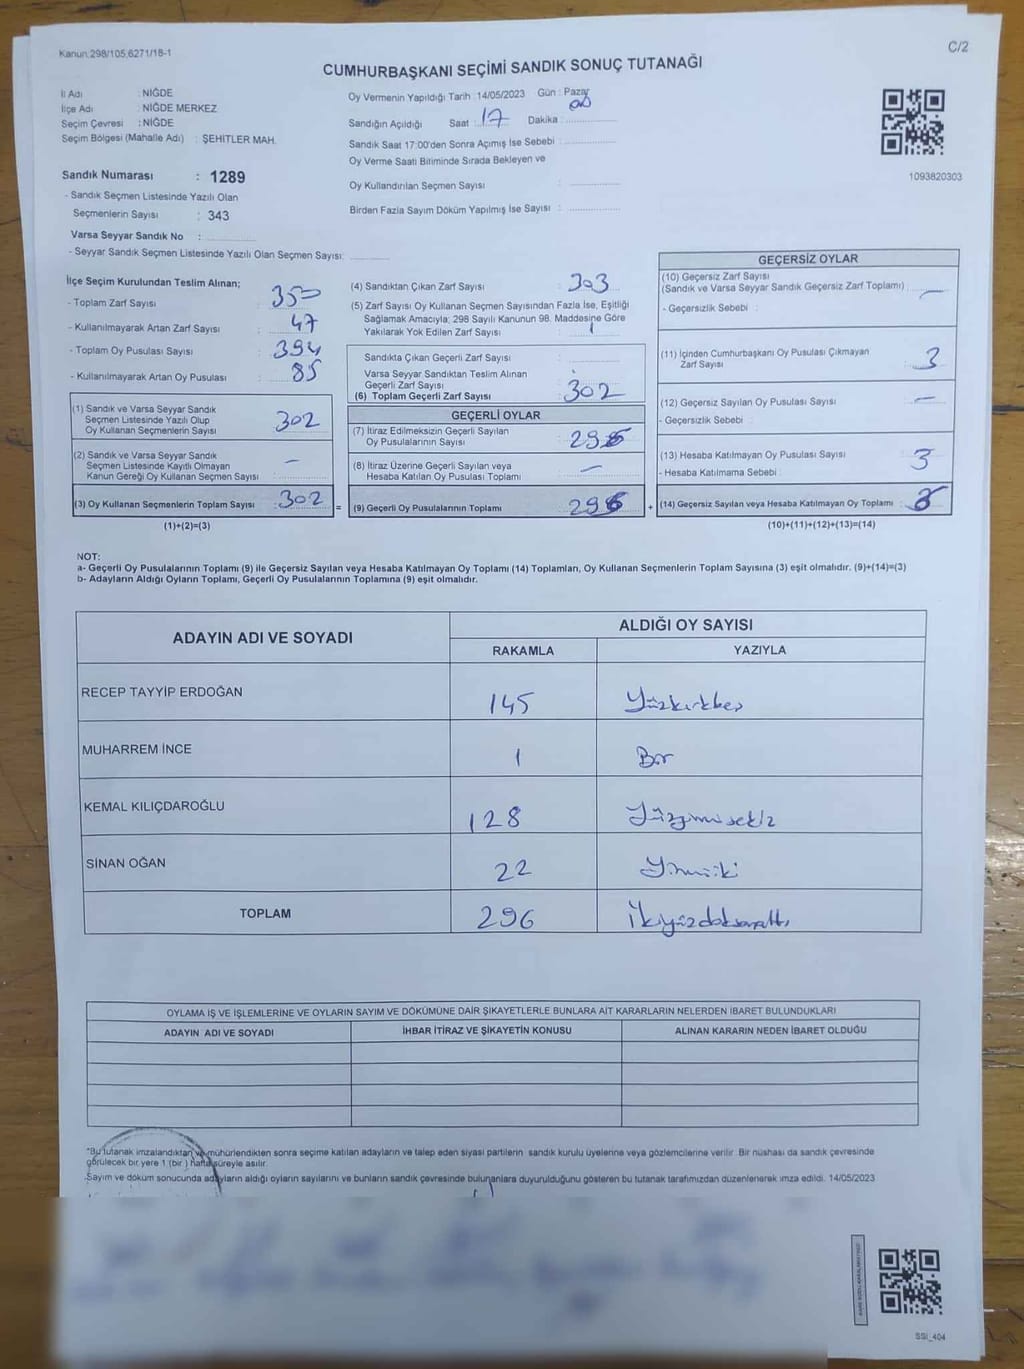 Kanun:298/105,6271/18-1
C/2
CUMHURBAŞKANI SEÇİMİ SANDIK SONUÇ TUTANAĞI
İl Adı : NİĞDE
İlçe Adı : NİĞDE MERKEZ
Seçim Çevresi : NİĞDE
Seçim Bölgesi (Mahalle Adı) : ŞEHİTLER MAH.
Sandık Numarası : 1289
- Sandık Seçmen Listesinde Yazılı Olan
Seçmenlerin Sayısı : 343
Varsa Seyyar Sandık No :
- Seyyar Sandık Seçmen Listesinde Yazılı Olan Seçmen Sayısı:
Oy Vermenin Yapıldığı Tarih :14/05/2023 Gün : Pazar
Sandığın Açıldığı Saat : 17 Dakika : 00
Sandık Saat 17:00'den Sonra Açımış İse Sebebi :
Oy Verme Saati Bitiminde Sırada Bekleyen ve
Oy Kullandırılan Seçmen Sayısı :
Birden Fazla Sayım Döküm Yapılmış İse Sayısı :
1093820303
İlçe Seçim Kurulundan Teslim Alınan;
- Toplam Zarf Sayısı : 350
- Kullanılmayarak Artan Zarf Sayısı : 47
- Toplam Oy Pusulası Sayısı : 394
- Kullanılmayarak Artan Oy Pusulası : 85
(1) Sandık ve Varsa Seyyar Sandık
Seçmen Listesinde Yazılı Olup
Oy Kullanan Seçmenlerin Sayısı : 302
(2) Sandık ve Varsa Seyyar Sandık
Seçmen Listesinde Kayıtlı Olmayan
Kanun Gereği Oy Kullanan Seçmen Sayısı : —
(3) Oy Kullanan Seçmenlerin Toplam Sayısı : 302
(1)+(2)=(3)
(4) Sandıktan Çıkan Zarf Sayısı : 303
(5) Zarf Sayısı Oy Kullanan Seçmen Sayısından Fazla İse, Eşitliği
Sağlamak Amacıyla; 298 Sayılı Kanunun 98. Maddesine Göre
Yakılarak Yok Edilen Zarf Sayısı : 1
Sandıkta Çıkan Geçerli Zarf Sayısı :
Varsa Seyyar Sandıktan Teslim Alınan
Geçerli Zarf Sayısı :
(6) Toplam Geçerli Zarf Sayısı : 302
GEÇERLİ OYLAR
(7) İtiraz Edilmeksizin Geçerli Sayılan
Oy Pusulalarının Sayısı : 296
(8) İtiraz Üzerine Geçerli Sayılan veya
Hesaba Katılan Oy Pusulası Toplamı : —
= (9) Geçerli Oy Pusulalarının Toplamı : 296 +
GEÇERSİZ OYLAR
(10) Geçersiz Zarf Sayısı
(Sandık ve Varsa Seyyar Sandık Geçersiz Zarf Toplamı) : —
- Geçersizlik Sebebi :
(11) İçinden Cumhurbaşkanı Oy Pusulası Çıkmayan
Zarf Sayısı : 3
(12) Geçersiz Sayılan Oy Pusulası Sayısı : —
- Geçersizlik Sebebi :
(13) Hesaba Katılmayan Oy Pusulası Sayısı : 3
- Hesaba Katılmama Sebebi :
(14) Geçersiz Sayılan veya Hesaba Katılmayan Oy Toplamı :
(10)+(11)+(12)+(13)=(14)
NOT:
a- Geçerli Oy Pusulalarının Toplamı (9) ile Geçersiz Sayılan veya Hesaba Katılmayan Oy Toplamı (14) Toplamları, Oy Kullanan Seçmenlerin Toplam Sayısına (3) eşit olmalıdır. (9)+(14)=(3)
b- Adayların Aldığı Oyların Toplamı, Geçerli Oy Pusulalarının Toplamına (9) eşit olmalıdır.
ADAYIN ADI VE SOYADI
ALDIĞI OY SAYISI
RAKAMLA YAZIYLA
RECEP TAYYİP ERDOĞAN 145 Yüzkırkbeş
MUHARREM İNCE 1 Bir
KEMAL KILIÇDAROĞLU 128 Yüzyirmisekiz
SİNAN OĞAN 22 Yirmiiki
TOPLAM 296 İkiyüzdoksanaltı
OYLAMA İŞ VE İŞLEMLERİNE VE OYLARIN SAYIM VE DÖKÜMÜNE DAİR ŞİKAYETLERLE BUNLARA AİT KARARLARIN NELERDEN İBARET BULUNDUKLARI
ADAYIN ADI VE SOYADI İHBAR İTİRAZ VE ŞİKAYETİN KONUSU ALINAN KARARIN NEDEN İBARET OLDUĞU
*Bu tutanak imzalandıktan ve mühürlendikten sonra seçime katılan adayların ve talep eden siyasi partilerin sandık kurulu üyelerine veya gözlemcilerine verilir. Bir nüshası da sandık çevresinde
görülecek bir yere 1 (bir) hafta süreyle asılır.
Sayım ve döküm sonucunda adayların aldığı oyların sayılarını ve bunların sandık çevresinde bulunanlara duyurulduğunu gösteren bu tutanak tarafımızdan düzenlenerek imza edildi. 14/05/2023
SSI_404